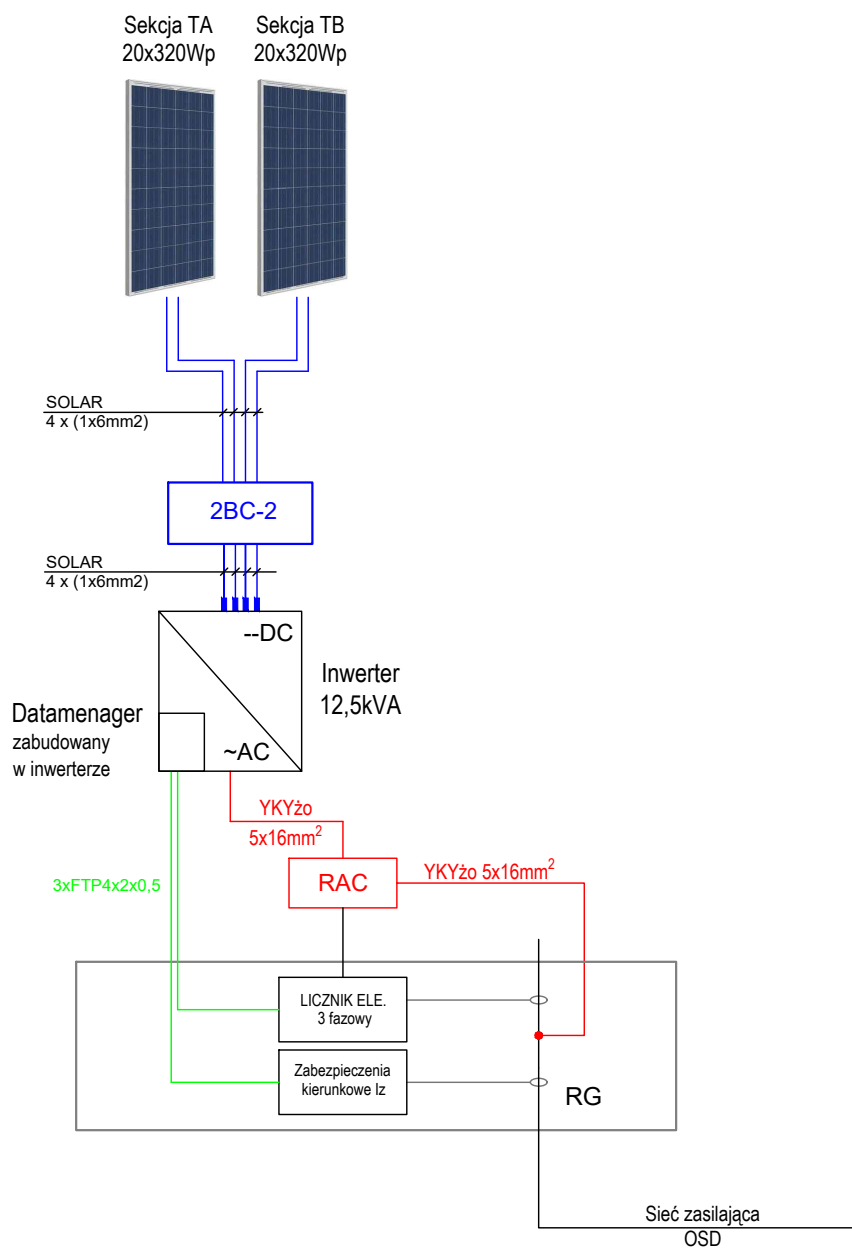 Sekcja TA
20x320Wp
Sekcja TB
20x320Wp
SOLAR
4 x (1x6mm2)
2BC-2
SOLAR
4 x (1x6mm2)
--DC
~AC
Inwerter
12,5kVA
Datamenager
zabudowany
w inwerterze
YKYżo
5x16mm²
RAC
YKYżo 5x16mm²
3xFTP4x2x0,5
LICZNIK ELE.
3 fazowy
Zabezpieczenia
kierunkowe Iz
RG
Sieć zasilająca
OSD